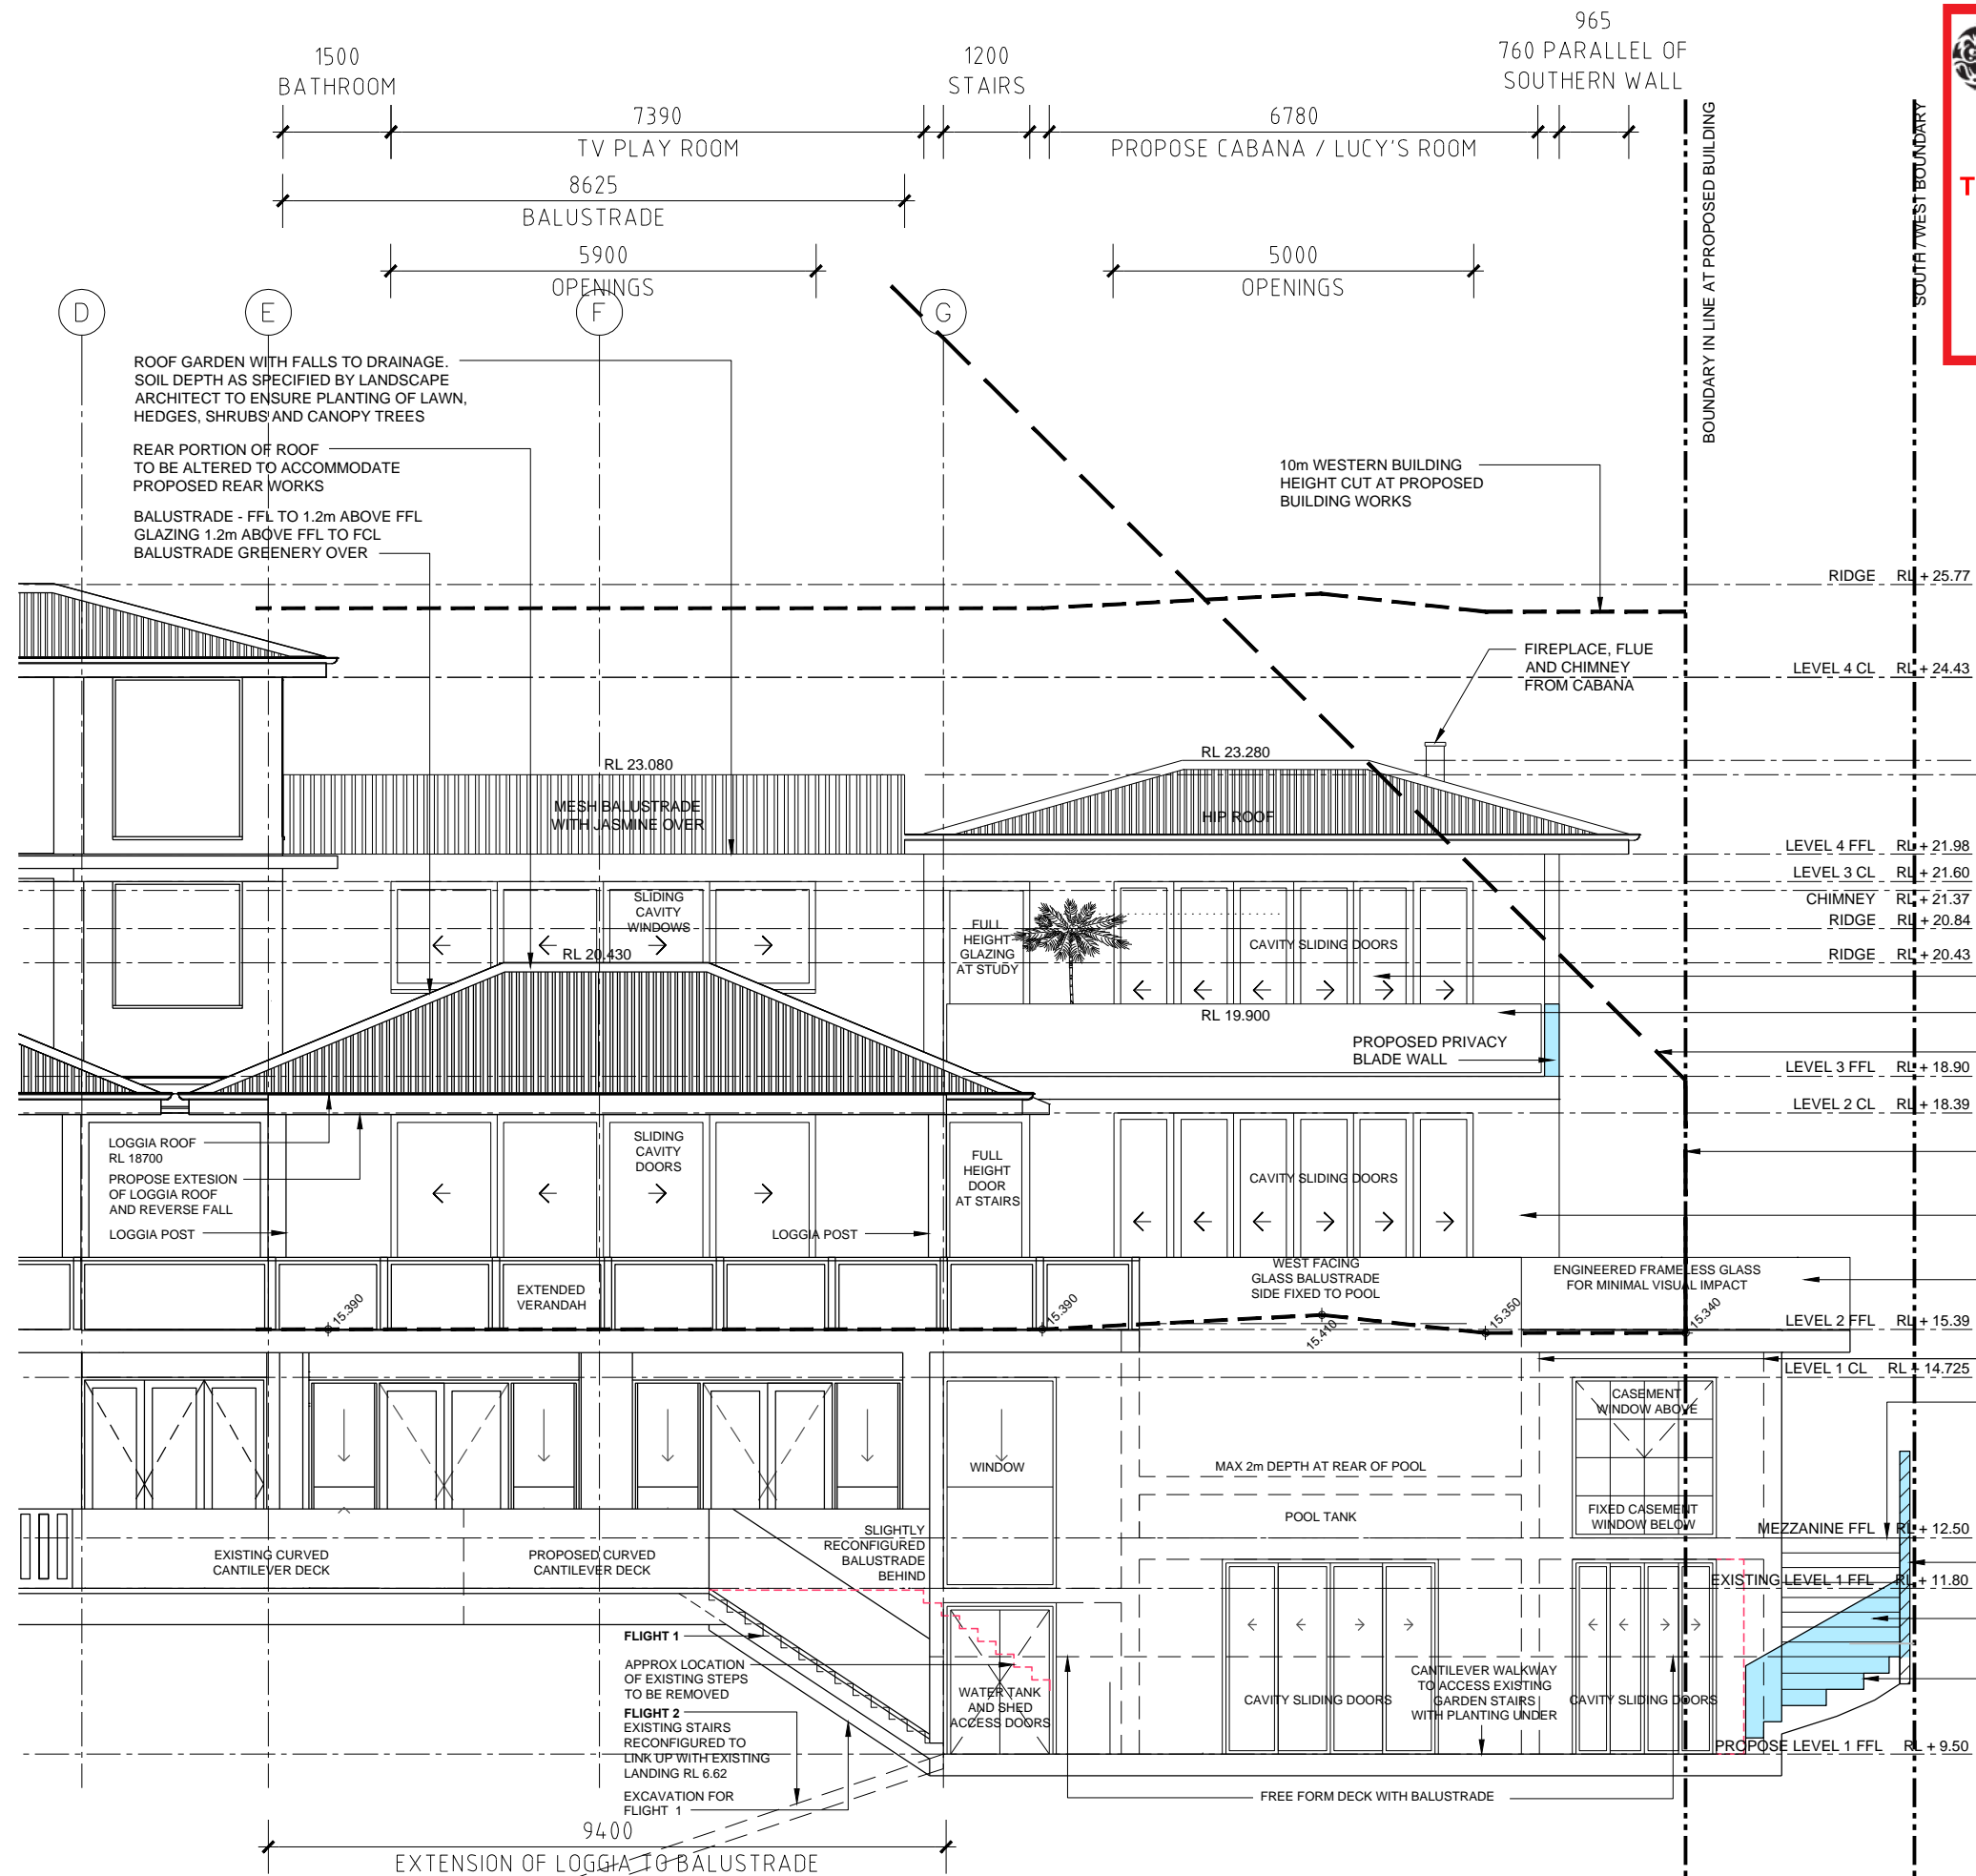 1500
BATHROOM
1200
STAIRS
965
760 PARALLEL OF
SOUTHERN WALL
7390
TV PLAY ROOM
6780
PROPOSE CABANA / LUCY'S ROOM
8625
BALUSTRADE
5900
OPENINGS
5000
OPENINGS
BOUNDARY IN LINE AT PROPOSED BUILDING
SOUTH / WEST BOUNDARY
T
D
E
F
G
ROOF GARDEN WITH FALLS TO DRAINAGE.
SOIL DEPTH AS SPECIFIED BY LANDSCAPE
ARCHITECT TO ENSURE PLANTING OF LAWN,
HEDGES, SHRUBS AND CANOPY TREES
REAR PORTION OF ROOF
TO BE ALTERED TO ACCOMMODATE
PROPOSED REAR WORKS
BALUSTRADE - FFL TO 1.2m ABOVE FFL
GLAZING 1.2m ABOVE FFL TO FCL
BALUSTRADE GREENERY OVER
10m WESTERN BUILDING
HEIGHT CUT AT PROPOSED
BUILDING WORKS
RIDGE RL + 25.77
FIREPLACE, FLUE
AND CHIMNEY
FROM CABANA
LEVEL 4 CL RL + 24.43
RL 23.080
RL 23.280
MESH BALUSTRADE
WITH JASMINE OVER
HIP ROOF
LEVEL 4 FFL RL + 21.98
LEVEL 3 CL RL + 21.60
CHIMNEY RL + 21.37
RIDGE RL + 20.84
RIDGE RL + 20.43
SLIDING
CAVITY
WINDOWS
RL 20.430
FULL
HEIGHT
GLAZING
AT STUDY
CAVITY SLIDING DOORS
RL 19.900
PROPOSED PRIVACY
BLADE WALL
LEVEL 3 FFL RL + 18.90
LEVEL 2 CL RL + 18.39
LOGGIA ROOF
RL 18700
PROPOSE EXTESION
OF LOGGIA ROOF
AND REVERSE FALL
LOGGIA POST
SLIDING
CAVITY
DOORS
LOGGIA POST
FULL
HEIGHT
DOOR
AT STAIRS
CAVITY SLIDING DOORS
EXTENDED
VERANDAH
WEST FACING
GLASS BALUSTRADE
SIDE FIXED TO POOL
ENGINEERED FRAMELESS GLASS
FOR MINIMAL VISUAL IMPACT
15.390
15.390
15.410
15.350
15.340
LEVEL 2 FFL RL + 15.39
LEVEL 1 CL RL + 14.725
CASEMENT
WINDOW ABOVE
WINDOW
MAX 2m DEPTH AT REAR OF POOL
POOL TANK
FIXED CASEMENT
WINDOW BELOW
MEZZANINE FFL RL + 12.50
EXISTING CURVED
CANTILEVER DECK
PROPOSED CURVED
CANTILEVER DECK
SLIGHTLY
RECONFIGURED
BALUSTRADE
BEHIND
EXISTING LEVEL 1 FFL RL + 11.80
FLIGHT 1
APPROX LOCATION
OF EXISTING STEPS
TO BE REMOVED
FLIGHT 2
EXISTING STAIRS
RECONFIGURED TO
LINK UP WITH EXISTING
LANDING RL 6.62
EXCAVATION FOR
FLIGHT 1
WATER TANK
AND SHED
ACCESS DOORS
CAVITY SLIDING DOORS
CANTILEVER WALKWAY
TO ACCESS EXISTING
GARDEN STAIRS
WITH PLANTING UNDER
CAVITY SLIDING DOORS
PROPOSE LEVEL 1 FFL RL + 9.50
FREE FORM DECK WITH BALUSTRADE
9400
EXTENSION OF LOGGIA TO BALUSTRADE